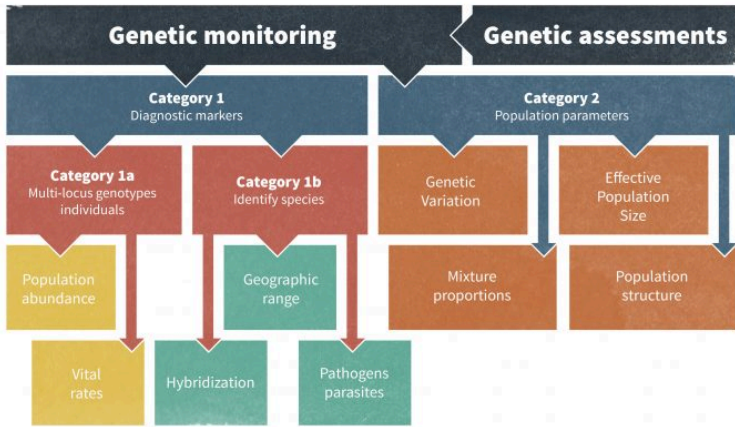 Genetic monitoring
Genetic assessments
Category 1
Diagnostic markers
Category 2
Population parameters
Category 1a
Multi-locus genotypes
individuals
Category 1b
Identify species
Genetic
Variation
Effective
Population
Size
Population
abundance
Geographic
range
Mixture
proportions
Population
structure
Vital
rates
Hybridization
Pathogens
parasites